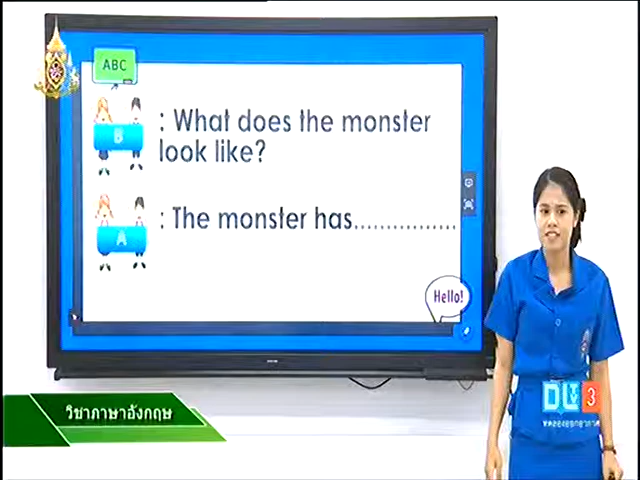 ABC
B
: What does the monster
look like?
A
: The monster has................
Hello!
วิชาภาษาอังกฤษ
DLTV 3